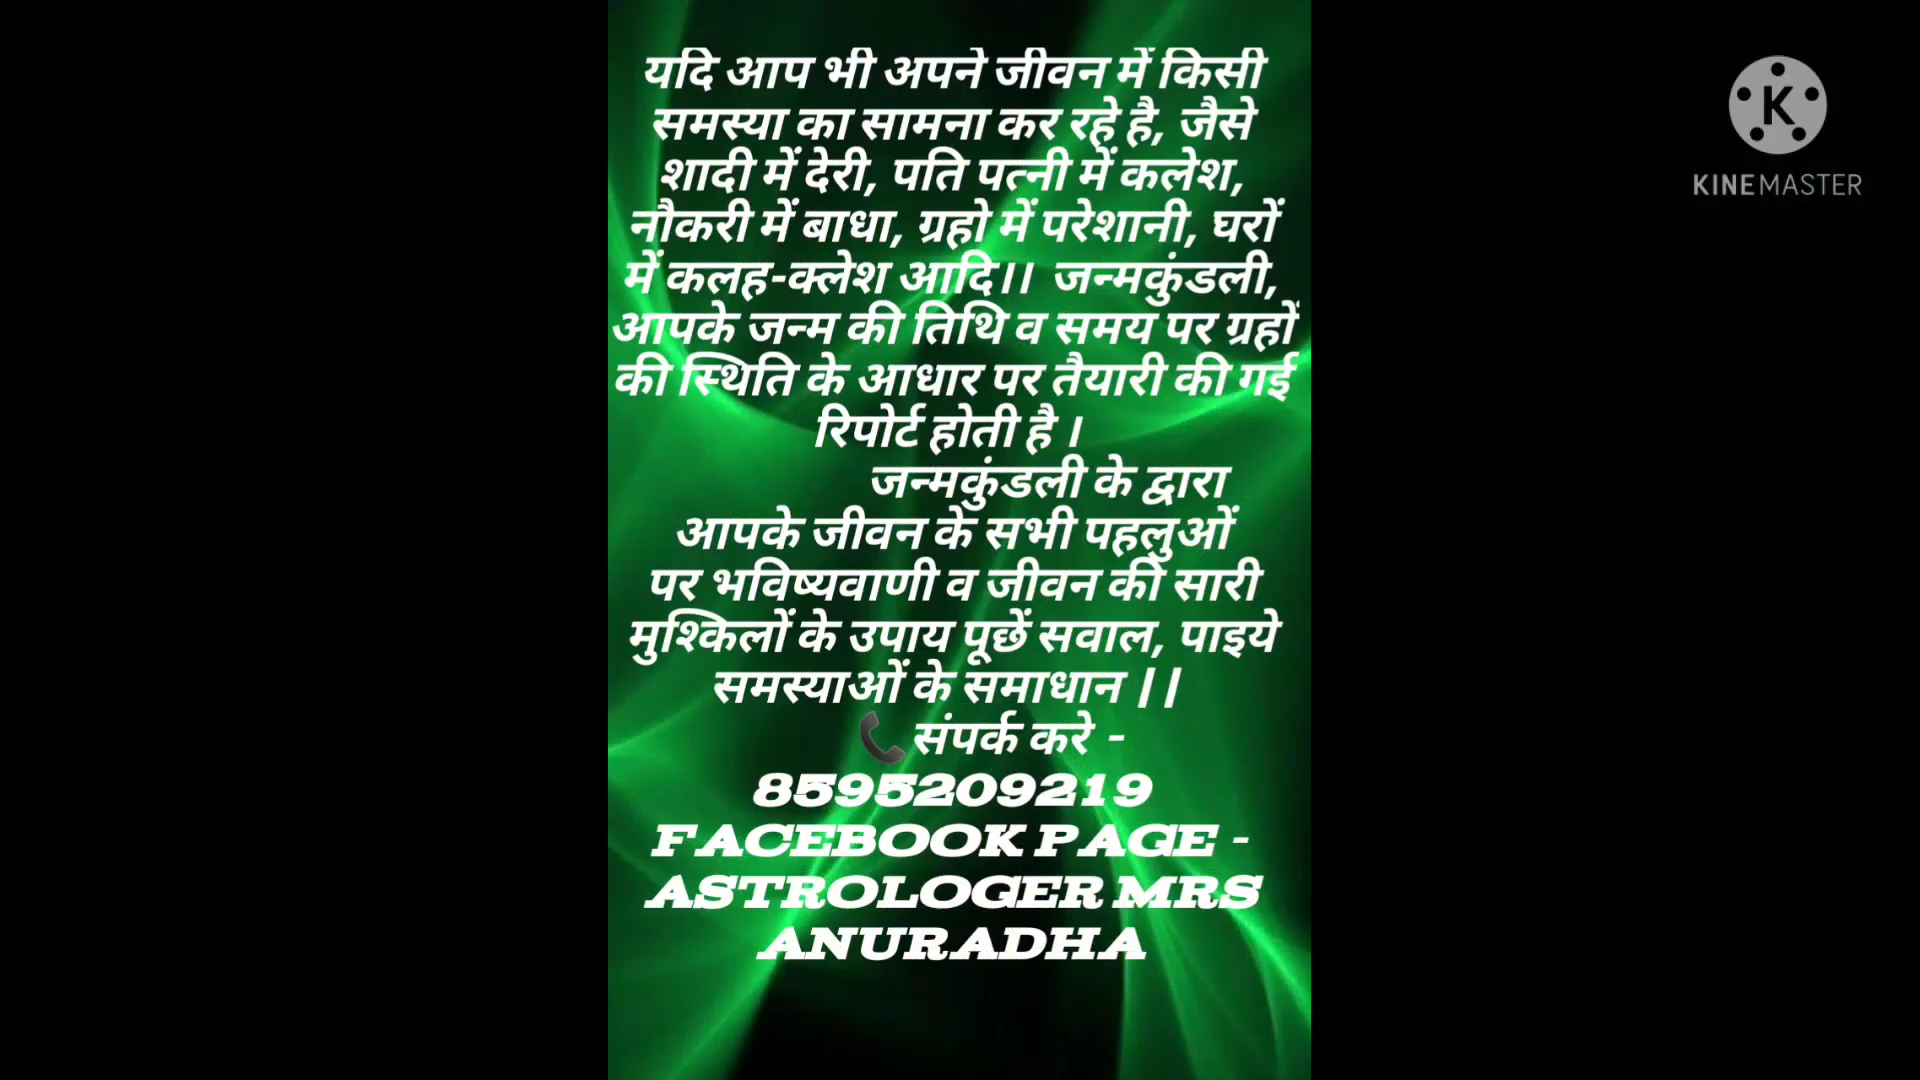 यदि आप भी अपने जीवन में किसी
समस्या का सामना कर रहे है, जैसे
शादी में देरी, पति पत्नी में कलेश,
नौकरी में बाधा, ग्रहो में परेशानी, घरों
में कलह-क्लेश आदि।। जन्मकुंडली,
आपके जन्म की तिथि व समय पर ग्रहों
की स्थिति के आधार पर तैयारी की गई
रिपोर्ट होती है ।
जन्मकुंडली के द्वारा
आपके जीवन के सभी पहलुओं
पर भविष्यवाणी व जीवन की सारी
मुश्किलों के उपाय पूछें सवाल, पाइये
समस्याओं के समाधान ||
📞संपर्क करे -
8595209219
FACEBOOK PAGE -
ASTROLOGER MRS
ANURADHA
K
KINEMASTER